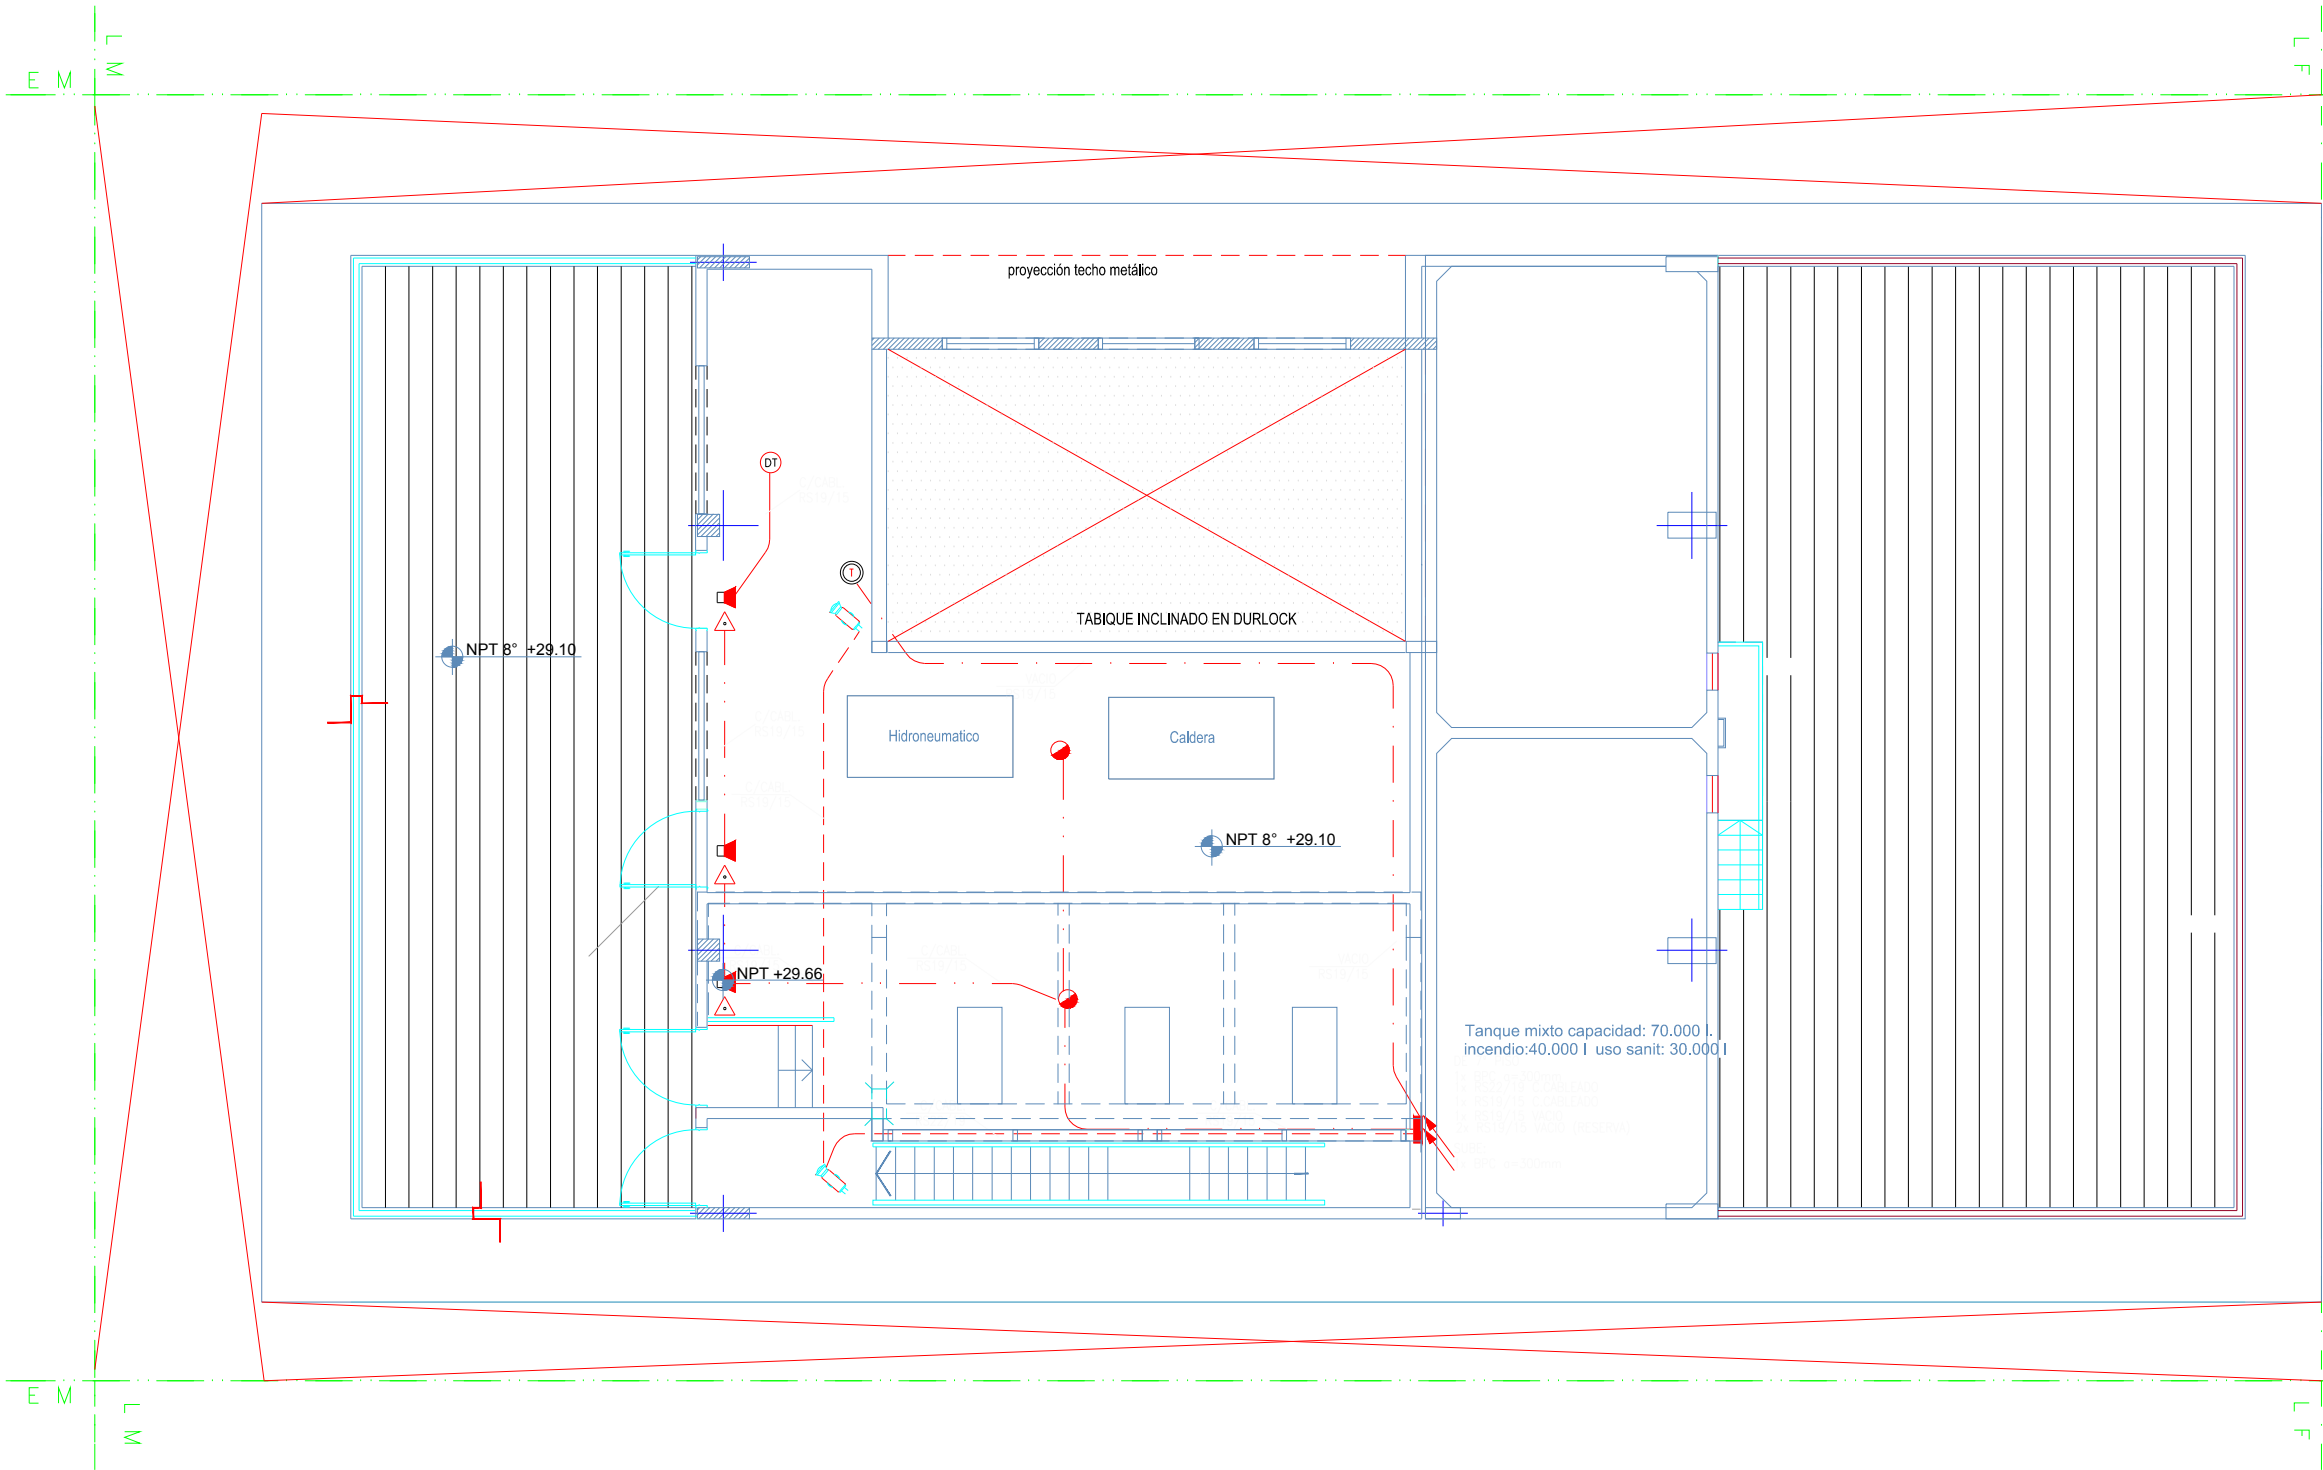 L M
L F
E M
proyección techo metálico
DT
T
TABIQUE INCLINADO EN DURLOCK
NPT 8° +29.10
Hidroneumatico
Caldera
NPT 8° +29.10
NPT +29.66
Tanque mixto capacidad: 70.000 l.
incendio:40.000 l uso sanit: 30.000 l
E M
L M
L F